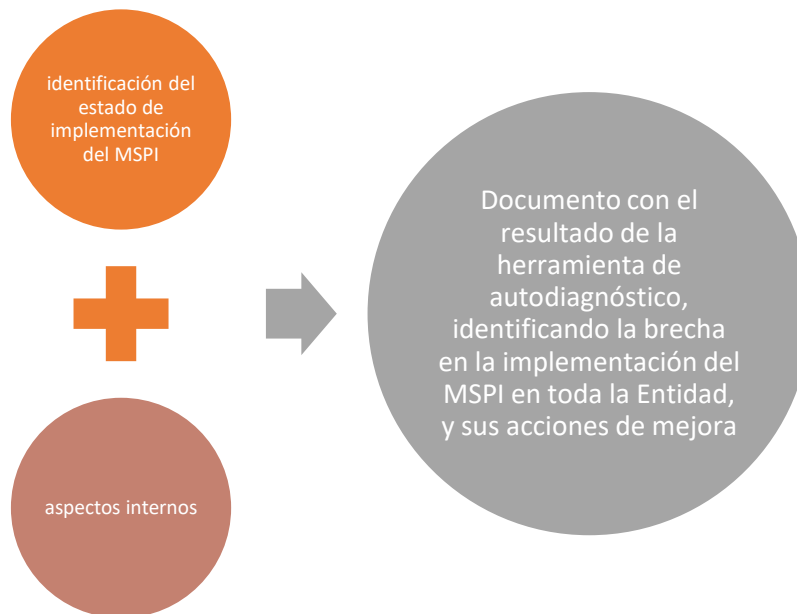 identificación del
estado de
implementación
del MSPI
aspectos internos
Documento con el
resultado de la
herramienta de
autodiagnóstico,
identificando la brecha
en la implementación del
MSPI en toda la Entidad,
y sus acciones de mejora